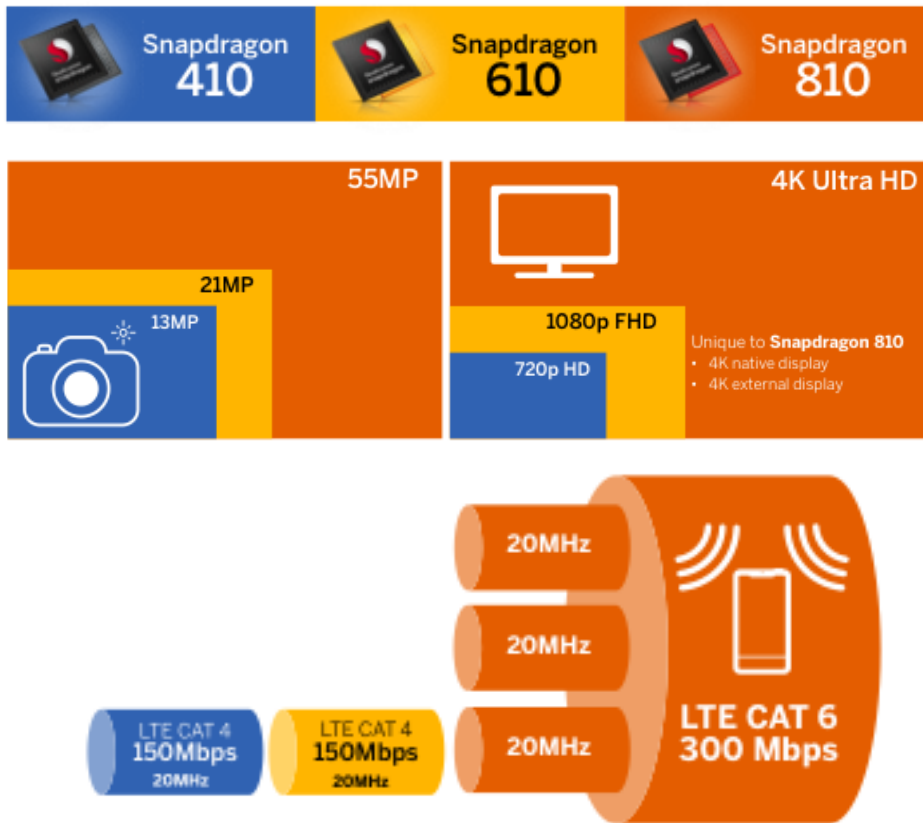 Snapdragon
410
Snapdragon
610
Snapdragon
810
55MP
21MP
13MP
4K Ultra HD
1080p FHD
720p HD
Unique to Snapdragon 810
• 4K native display
• 4K external display
20MHz
20MHz
20MHz
LTE CAT 4
150Mbps
20MHz
LTE CAT 4
150Mbps
20MHz
LTE CAT 6
300 Mbps